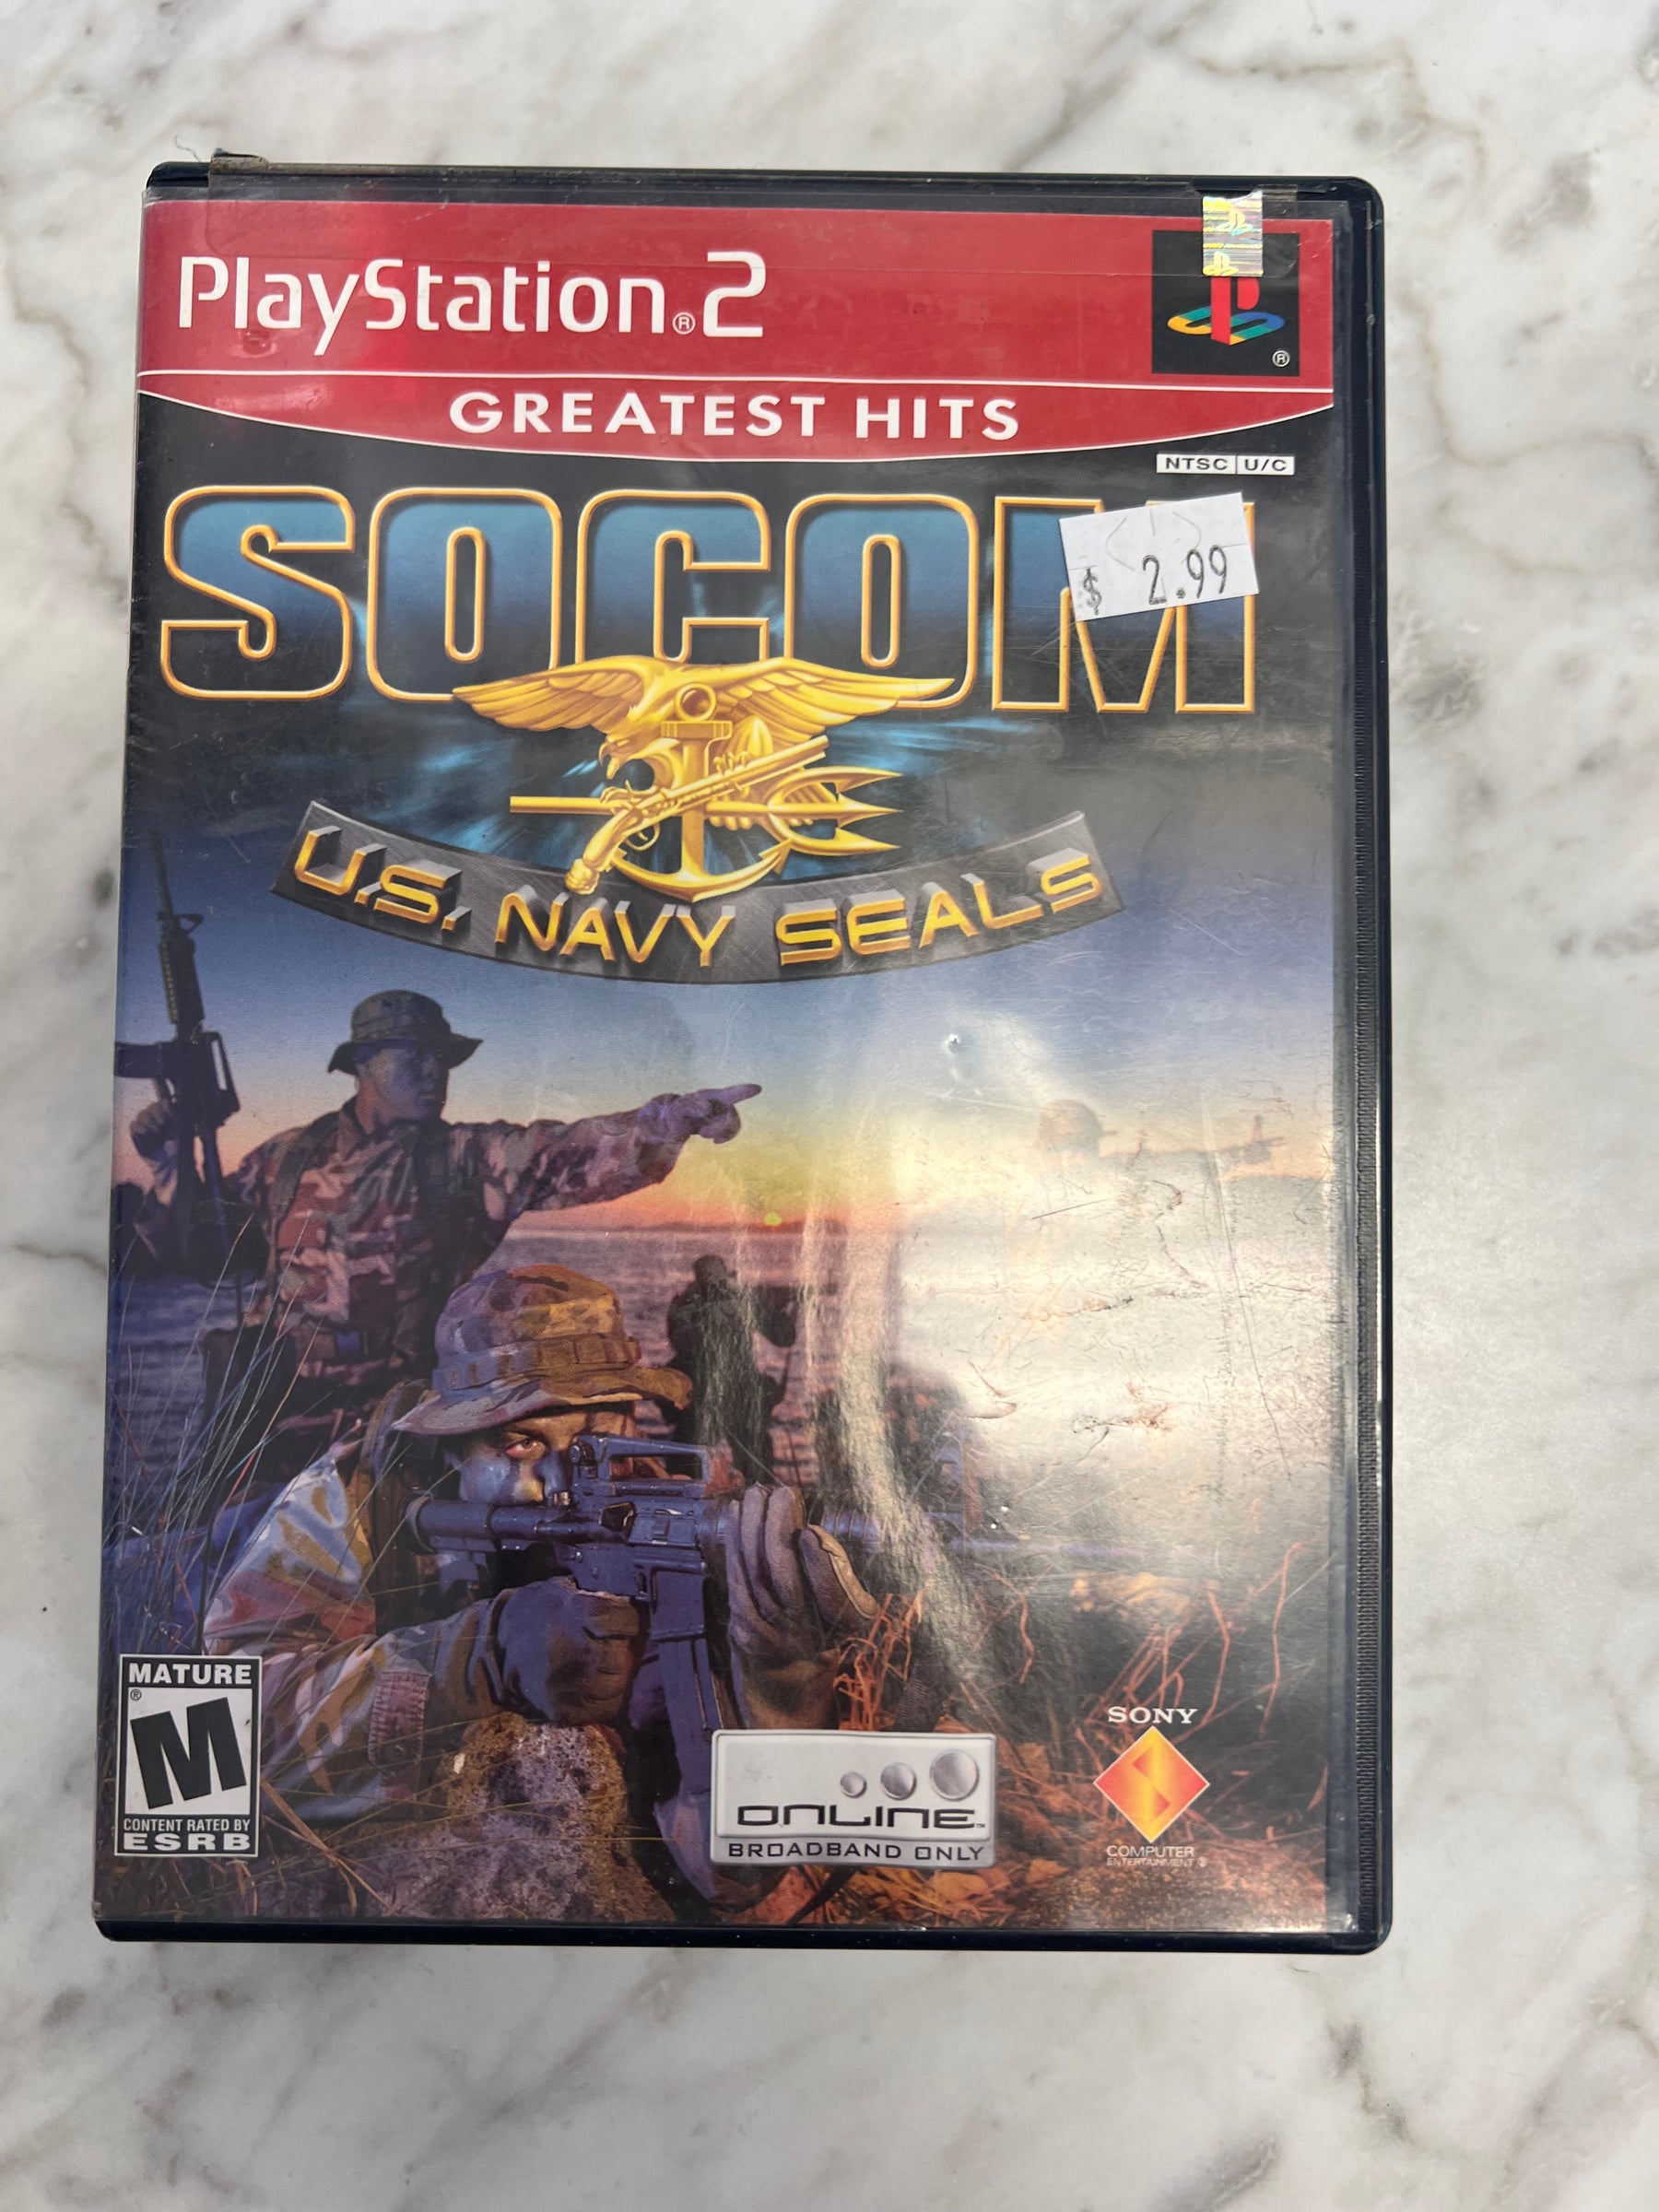 PlayStation®2
®
GREATEST HITS
NTSC U/C
SOCOM
$ 2.99
U.S. NAVY SEALS
MATURE
®
M
CONTENT RATED BY
ESRB
ONLINE™
BROADBAND ONLY
SONY
COMPUTER
ENTERTAINMENT®